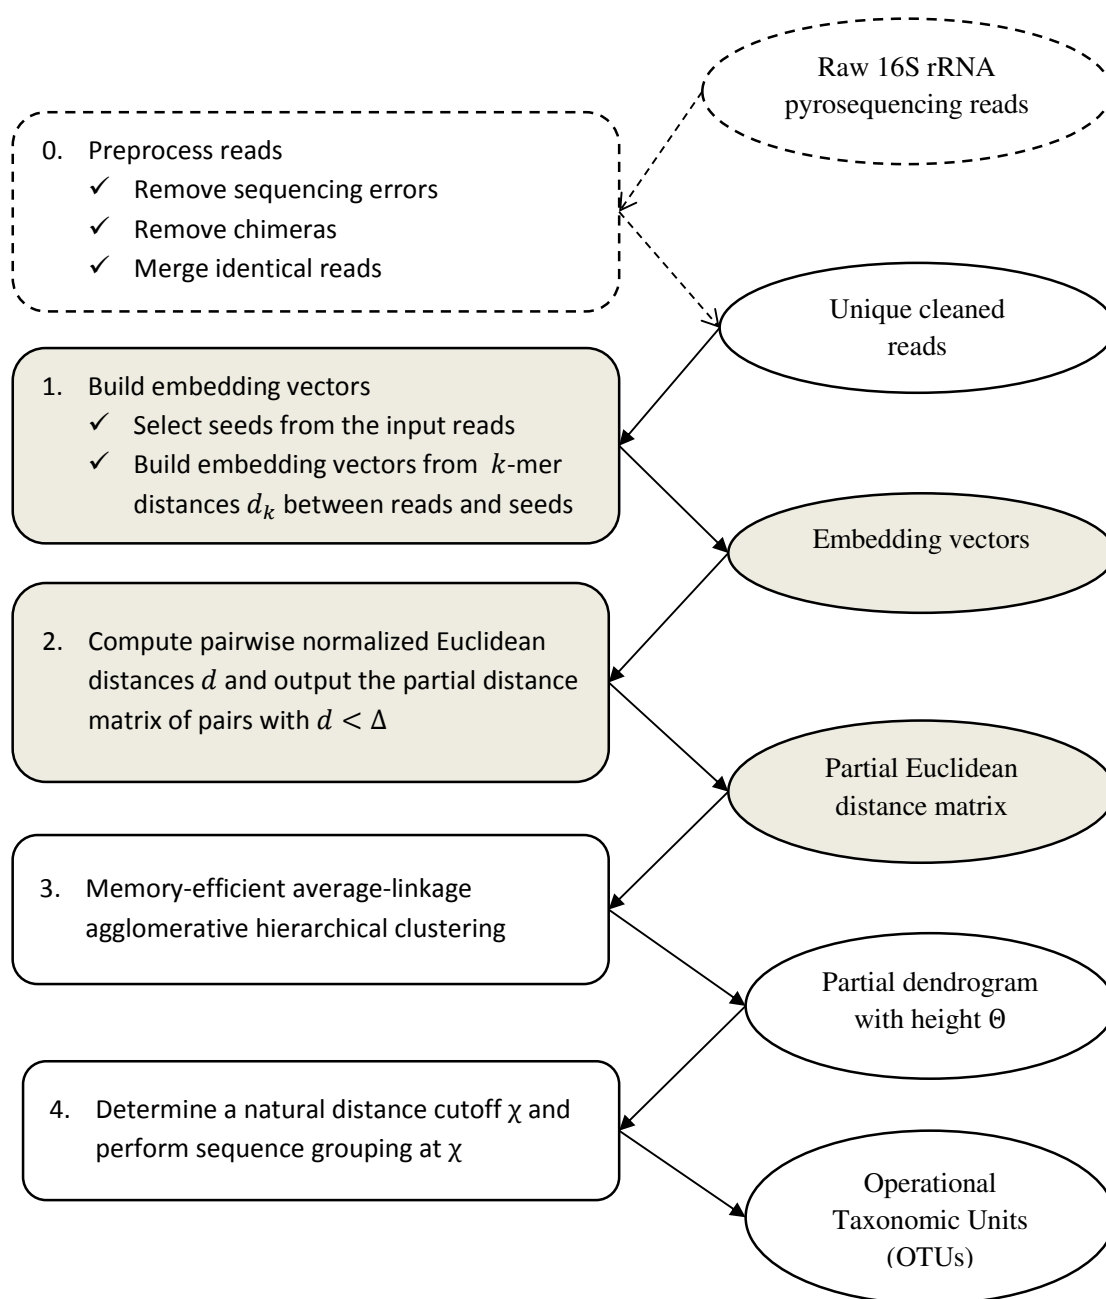 Raw 16S rRNA
pyrosequencing reads
0. Preprocess reads
✓ Remove sequencing errors
✓ Remove chimeras
✓ Merge identical reads
Unique cleaned
reads
1. Build embedding vectors
✓ Select seeds from the input reads
✓ Build embedding vectors from k-mer
distances dₖ between reads and seeds
Embedding vectors
2. Compute pairwise normalized Euclidean
distances d and output the partial distance
matrix of pairs with d < Δ
Partial Euclidean
distance matrix
3. Memory-efficient average-linkage
agglomerative hierarchical clustering
Partial dendrogram
with height Θ
4. Determine a natural distance cutoff χ and
perform sequence grouping at χ
Operational
Taxonomic Units
(OTUs)